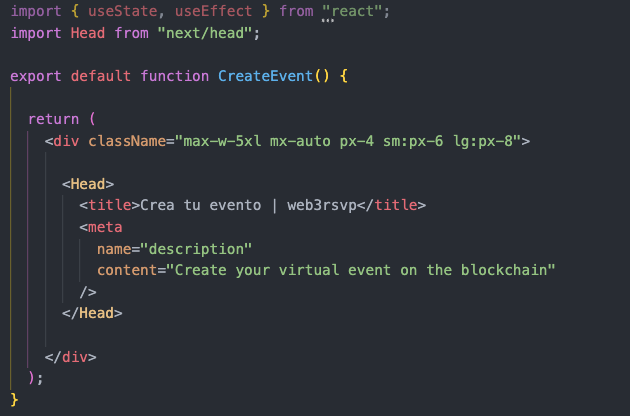 import { useState, useEffect } from "react";
import Head from "next/head";
export default function CreateEvent() {
return (
<div className="max-w-5xl mx-auto px-4 sm:px-6 lg:px-8">
<Head>
<title>Crea tu evento | web3rsvp</title>
<meta
name="description"
content="Create your virtual event on the blockchain"
/>
</Head>
</div>
);
}